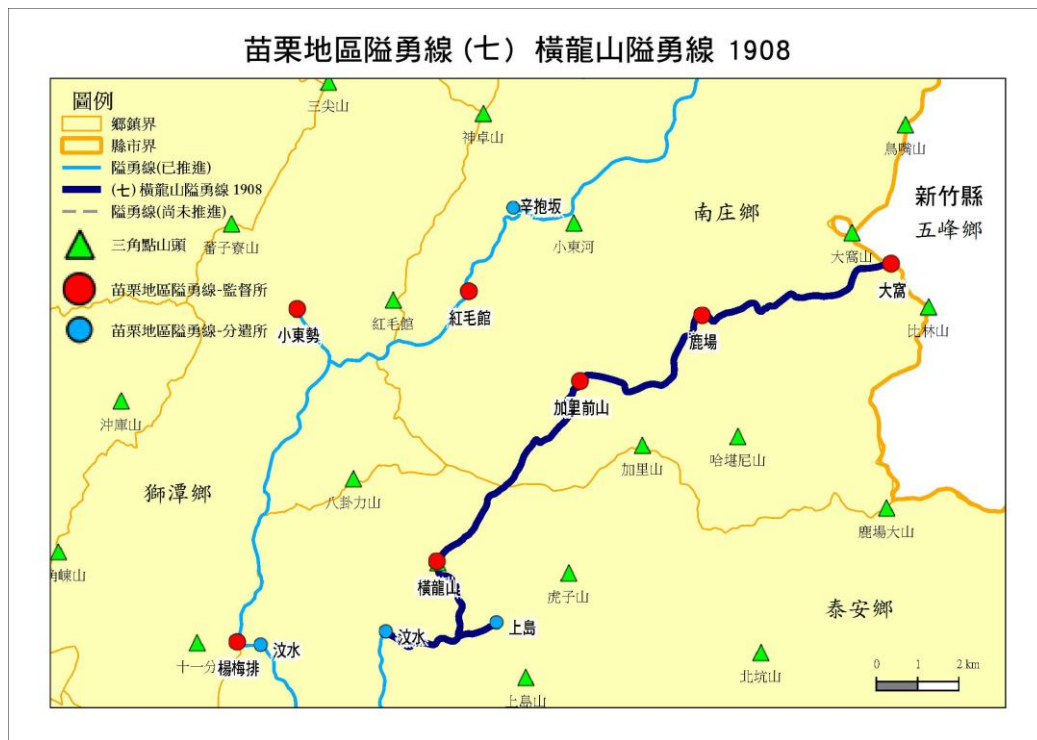 苗栗地區隘勇線(七) 橫龍山隘勇線 1908
圖例
鄉鎮界
縣市界
隘勇線(已推進)
(七)橫龍山隘勇線 1908
隘勇線(尚未推進)
三角點山頭
苗栗地區隘勇線-監督所
苗栗地區隘勇線-分遣所
三尖山
神卓山
鳥嘴山
新竹縣
五峰鄉
南庄鄉
辛抱坂
小東河
蕃子寮山
大窩山
大窩
紅毛館
紅毛館
小東勢
鹿場
比林山
加里前山
沖庫山
加里山
哈堪尼山
獅潭鄉
八卦力山
鹿場大山
崠山
橫龍山
虎子山
泰安鄉
上島
汶水
汶水
十一分
楊梅排
北坑山
上島山
0 1 2 km